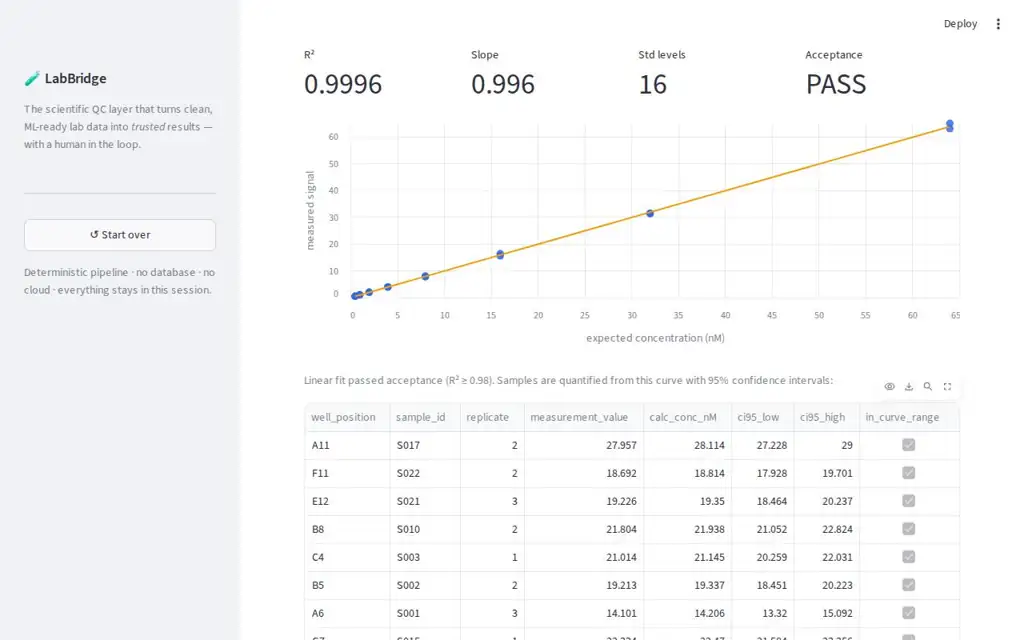 Deploy
🧪 LabBridge
The scientific QC layer that turns clean,
ML-ready lab data into trusted results —
with a human in the loop.
↺ Start over
Deterministic pipeline · no database · no
cloud · everything stays in this session.
R² Slope Std levels Acceptance
0.9996 0.996 16 PASS
measured signal
60
50
40
30
20
10
0
0 5 10 15 20 25 30 35 40 45 50 55 60 65
expected concentration (nM)
Linear fit passed acceptance (R² ≥ 0.98). Samples are quantified from this curve with 95% confidence intervals:
well_position sample_id replicate measurement_value calc_conc_nM ci95_low ci95_high in_curve_range
A11 S017 2 27.957 28.114 27.228 29
F11 S022 2 18.692 18.814 17.928 19.701
E12 S021 3 19.226 19.35 18.464 20.237
B8 S010 2 21.804 21.938 21.052 22.824
C4 S003 1 21.014 21.145 20.259 22.031
B5 S002 2 19.213 19.337 18.451 20.223
A6 S001 3 14.101 14.206 13.32 15.092